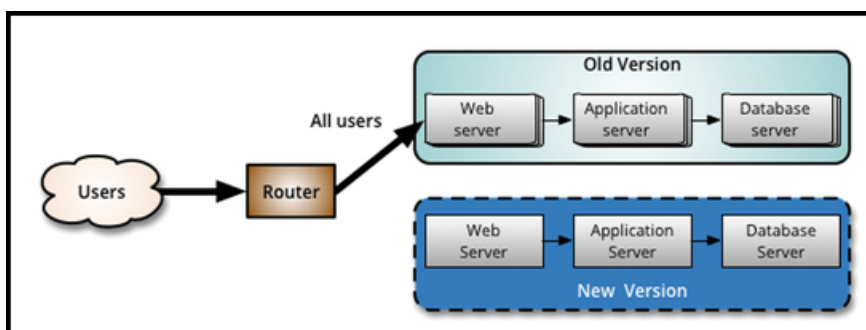 Old Version
Web
server
Application
server
Database
server
All users
Users
Router
Web
Server
Application
Server
Database
Server
New Version